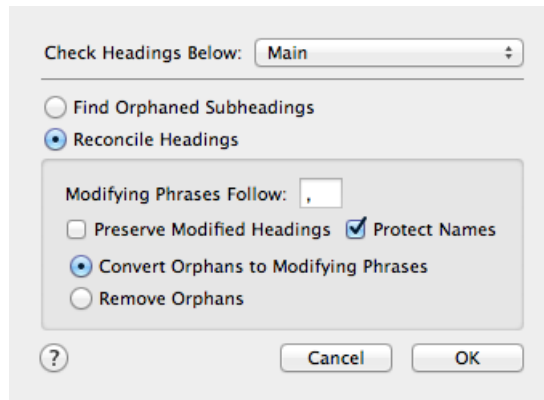 Check Headings Below: Main
Find Orphaned Subheadings
Reconcile Headings
Modifying Phrases Follow: ,
Preserve Modified Headings Protect Names
Convert Orphans to Modifying Phrases
Remove Orphans
? Cancel OK